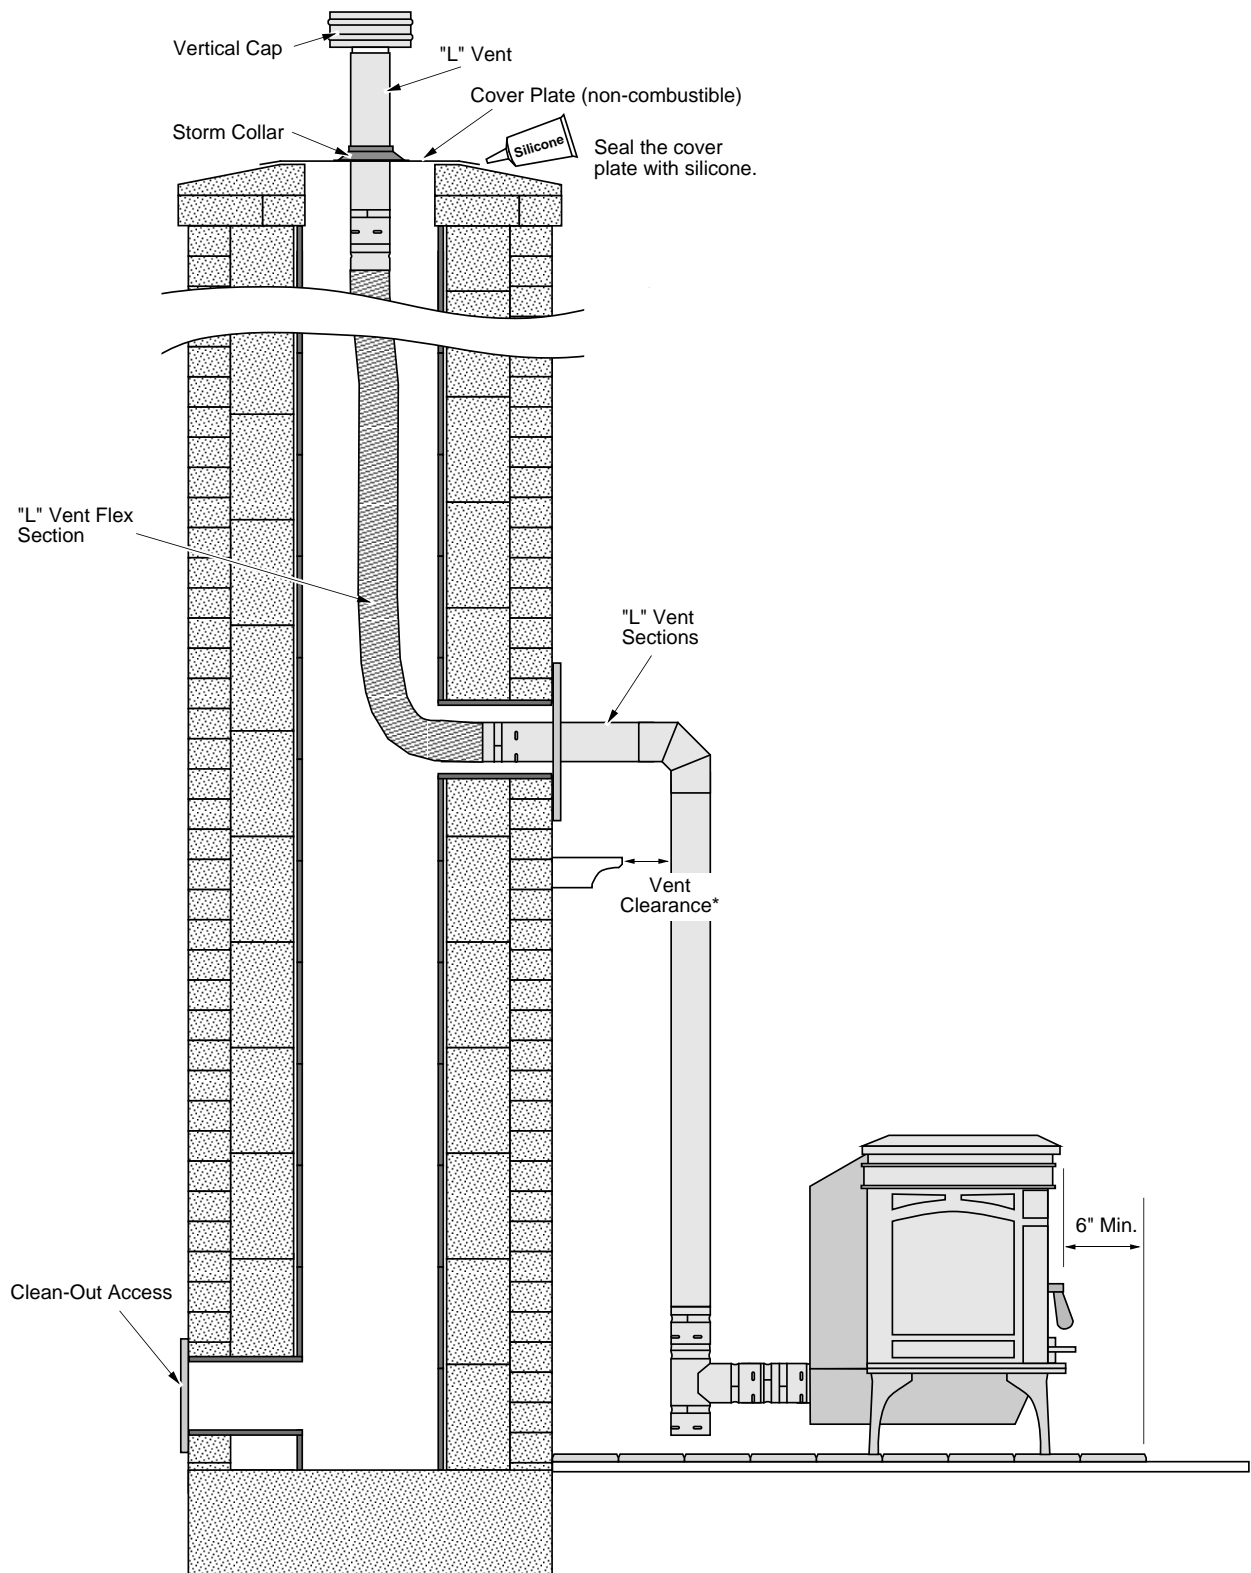 Vertical Cap
"L" Vent
Cover Plate (non-combustible)
Storm Collar
Silicone
Seal the cover
plate with silicone.
"L" Vent Flex
Section
"L" Vent
Sections
Vent
Clearance*
6" Min.
Clean-Out Access